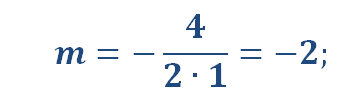 m = − 4 / (2 · 1) = −2;